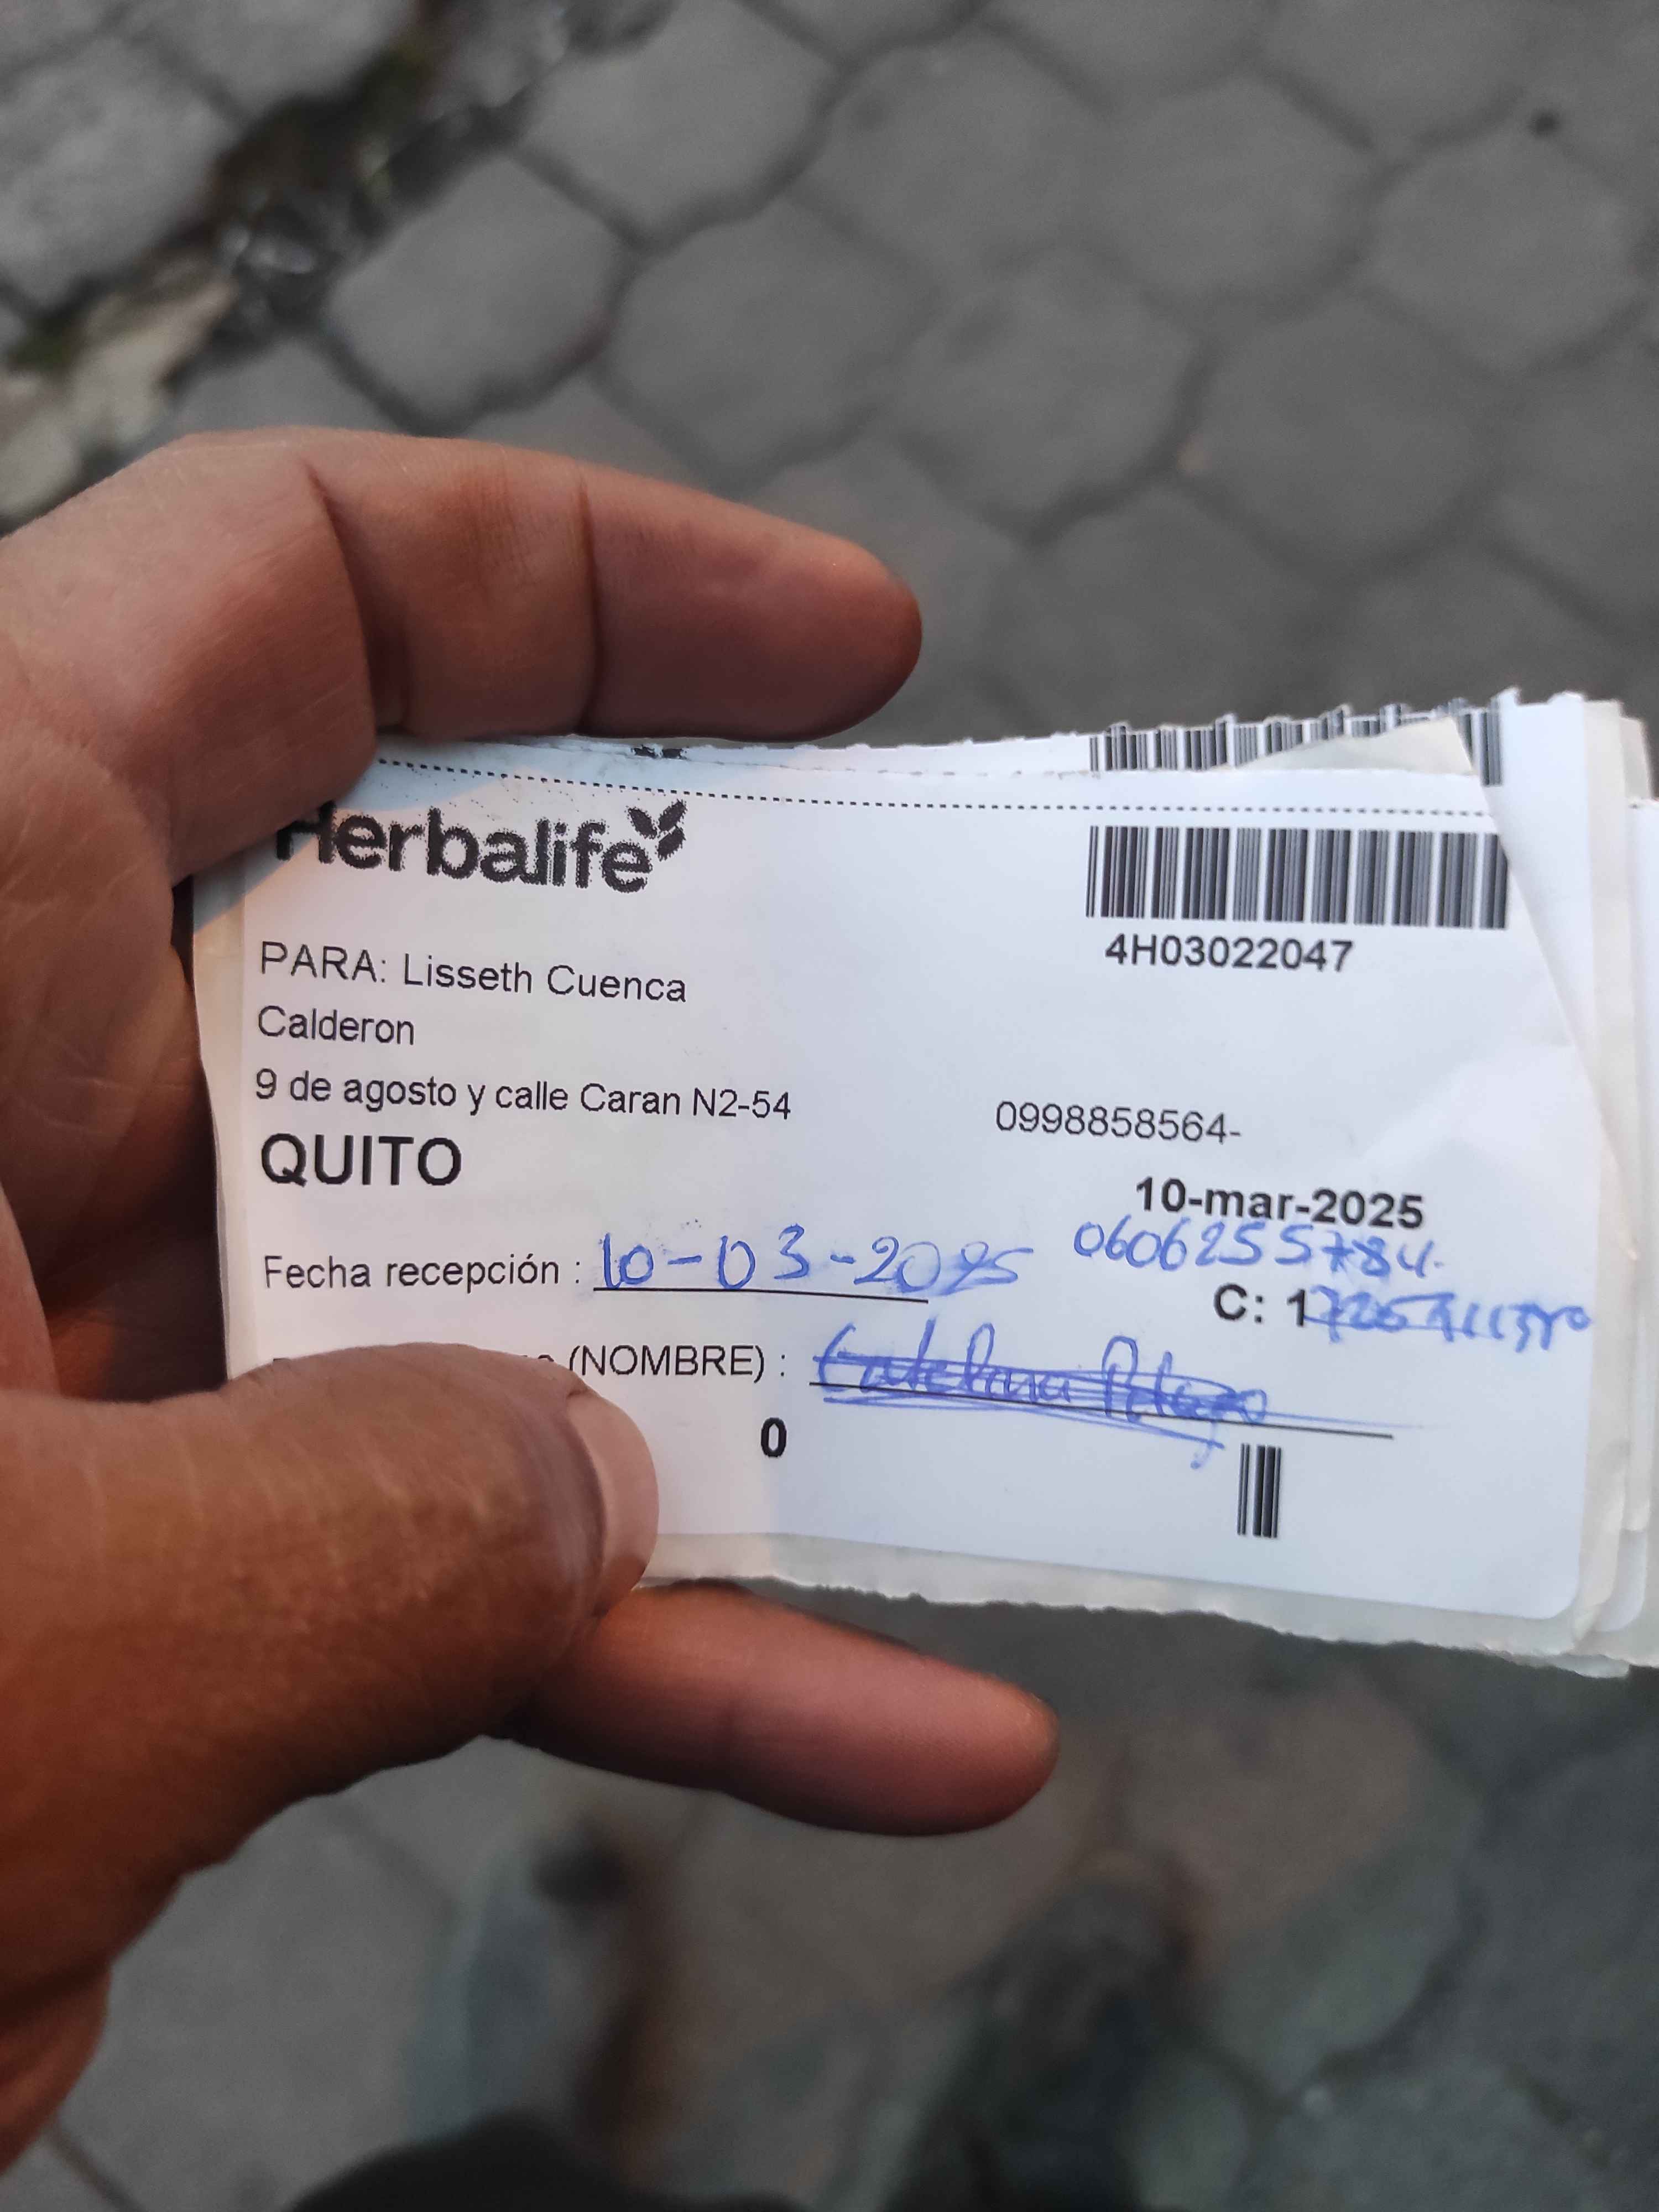 Herbalife
4H03022047
PARA: Lisseth Cuenca
Calderon
9 de agosto y calle Caran N2-54
0998858564-
QUITO
10-mar-2025
0606255784.
Fecha recepción : 10-03-2025
C: 1
(NOMBRE) :
0